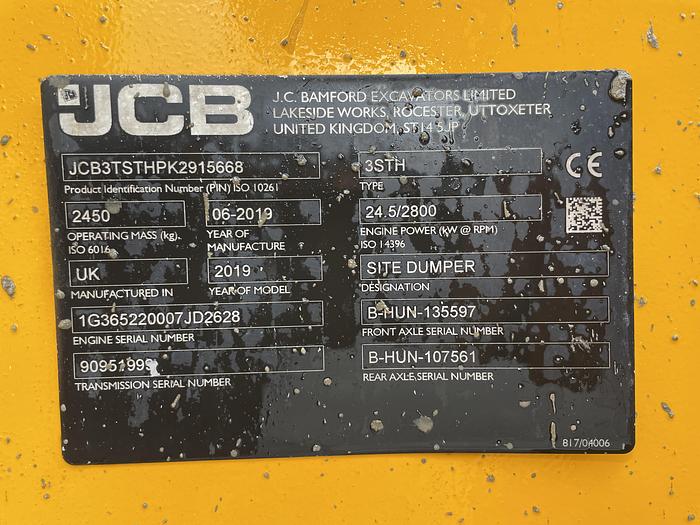 JCB
J.C. BAMFORD EXCAVATORS LIMITED
LAKESIDE WORKS, ROCESTER, UTTOXETER
UNITED KINGDOM, ST14 5JP
JCB3TSTHPK2915668
Product Identification Number (PIN) ISO 10261
3STH
TYPE
CE
2450
OPERATING MASS (kg).
ISO 6016
06-2019
YEAR OF
MANUFACTURE
24.5/2800
ENGINE POWER (kW @ RPM)
ISO 14396
UK
MANUFACTURED IN
2019
YEAR OF MODEL
SITE DUMPER
DESIGNATION
1G365220007JD2628
ENGINE SERIAL NUMBER
B-HUN-135597
FRONT AXLE SERIAL NUMBER
90951999
TRANSMISSION SERIAL NUMBER
B-HUN-107561
REAR AXLE SERIAL NUMBER
817/04006